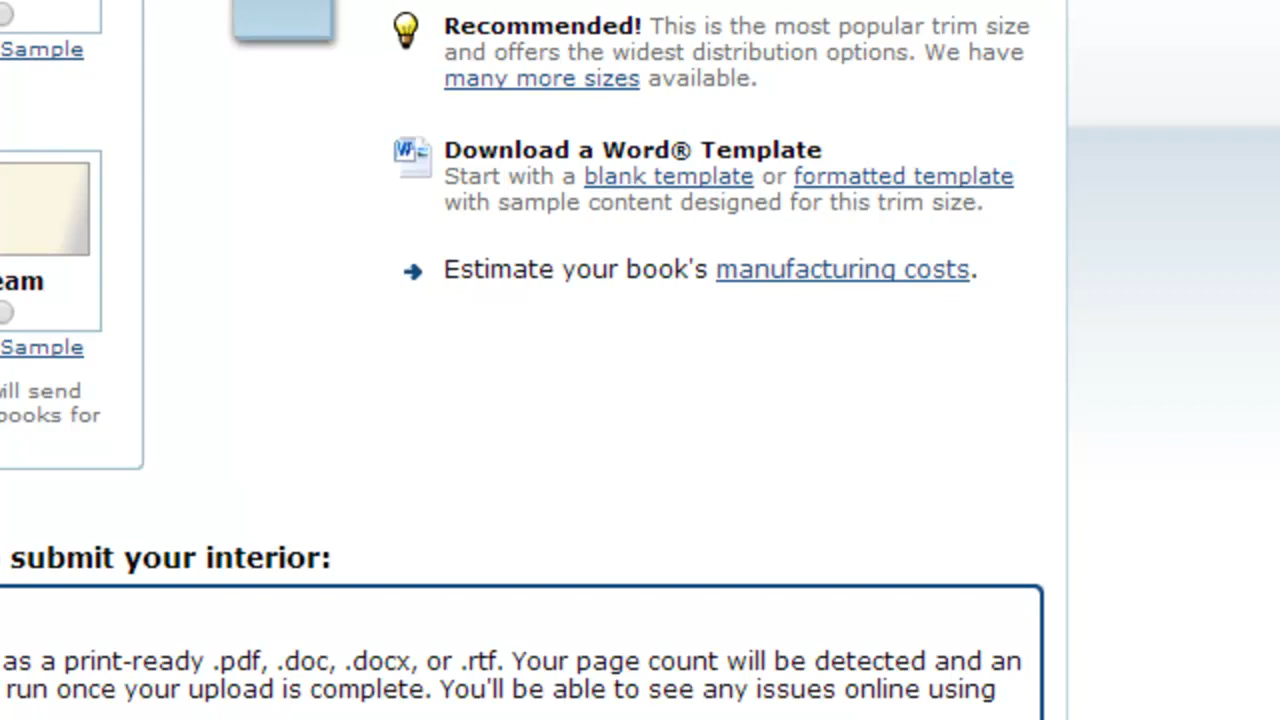 Sample
Recommended! This is the most popular trim size
and offers the widest distribution options. We have
many more sizes available.
Download a Word® Template
Start with a blank template or formatted template
with sample content designed for this trim size.
Estimate your book's manufacturing costs.
Sample
will send
books for
submit your interior:
as a print-ready .pdf, .doc, .docx, or .rtf. Your page count will be detected and an
run once your upload is complete. You'll be able to see any issues online using